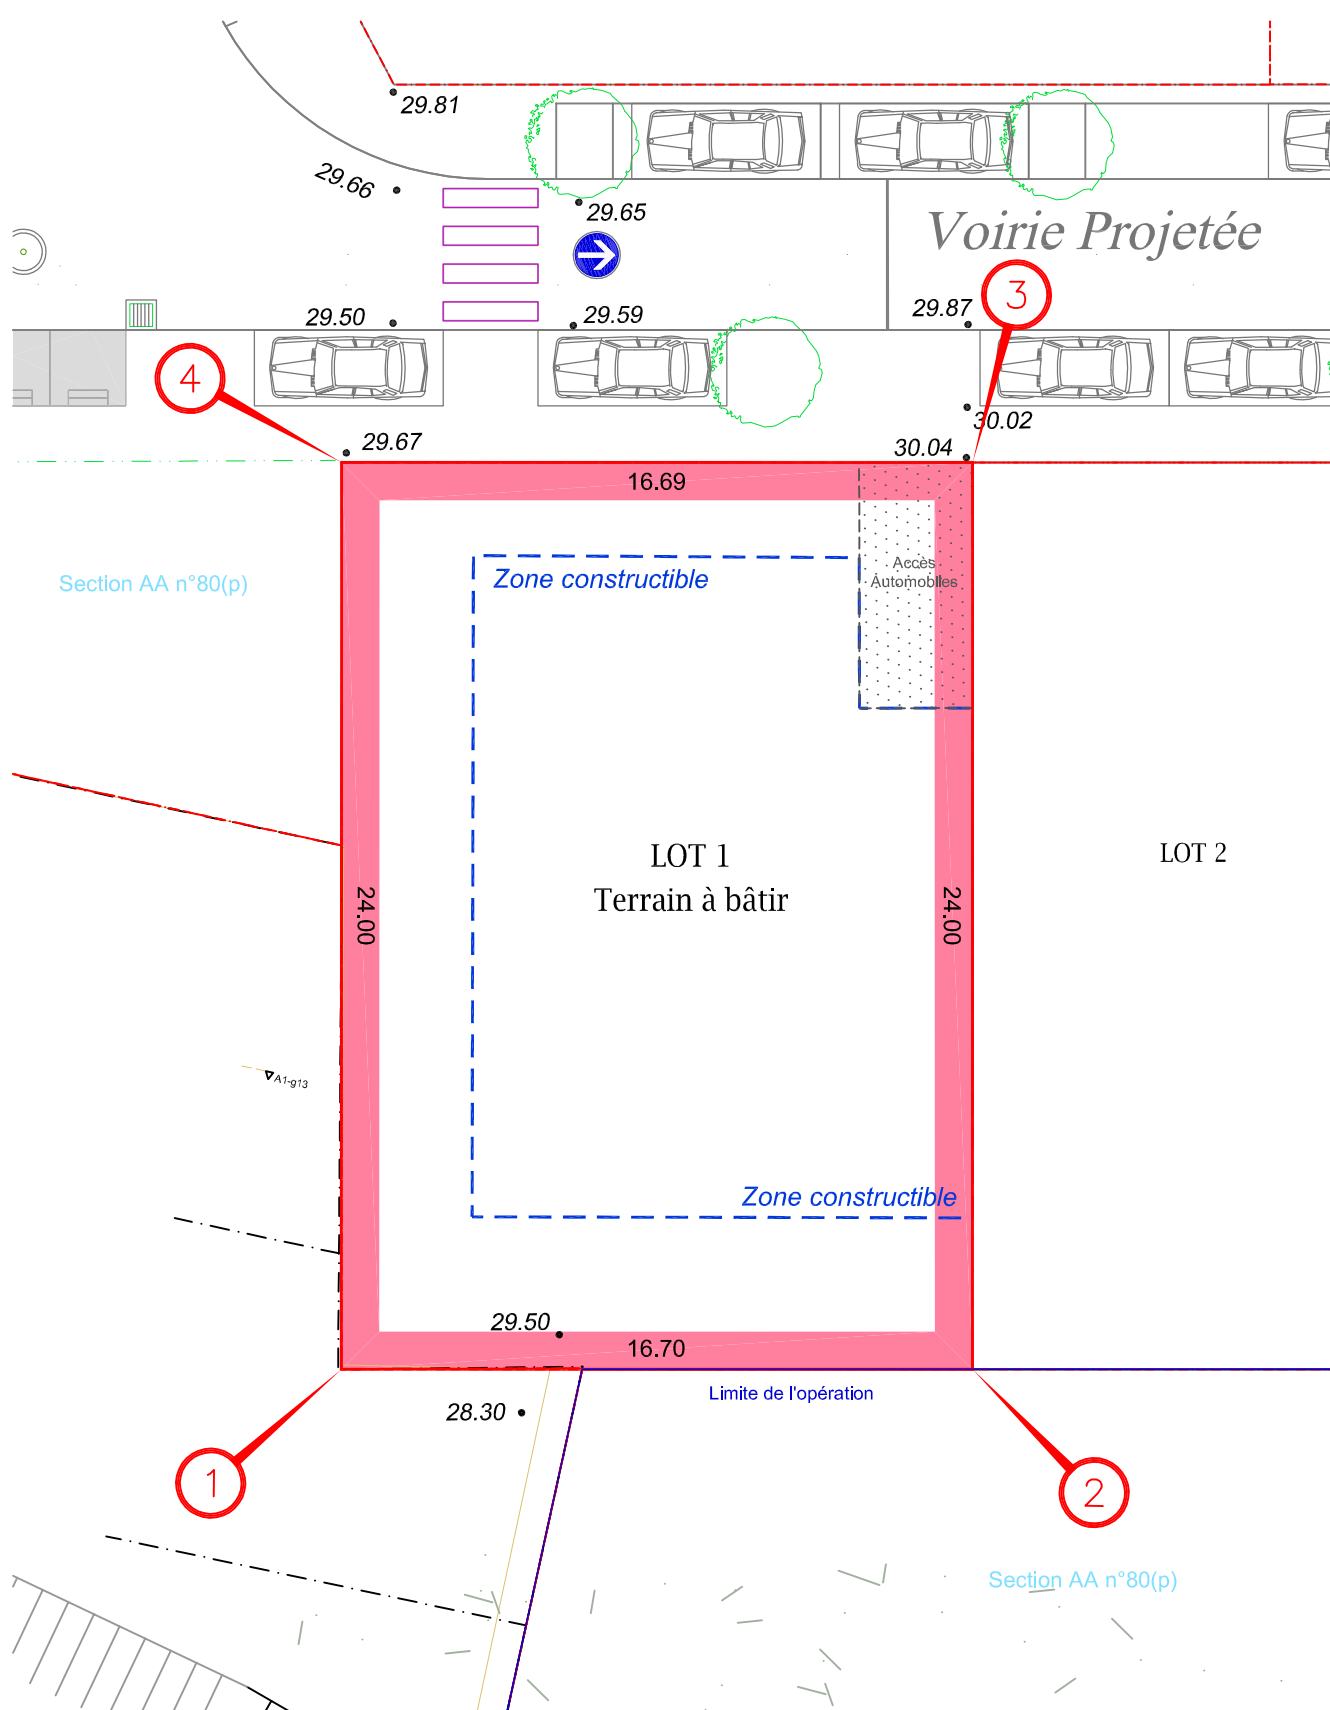 29.81
29.66
29.65
Voirie Projetée
3
29.50
29.59
29.87
4
30.02
29.67
30.04
16.69
Accès
Automobiles
Section AA n°80(p)
Zone constructible
LOT 1
Terrain à bâtir
LOT 2
24.00
24.00
A1-g13
Zone constructible
29.50
16.70
Limite de l'opération
28.30
1
2
Section AA n°80(p)